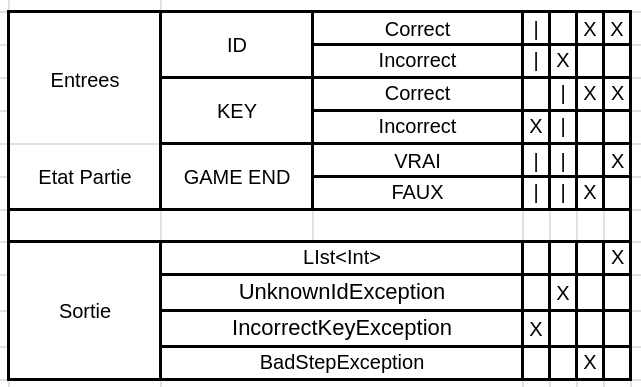 Entrees
ID
Correct | X X
Incorrect | X
KEY
Correct | X X
Incorrect X |
Etat Partie
GAME END
VRAI | | X
FAUX | | X
Sortie
LIst<Int> X
UnknownIdException X
IncorrectKeyException X
BadStepException X